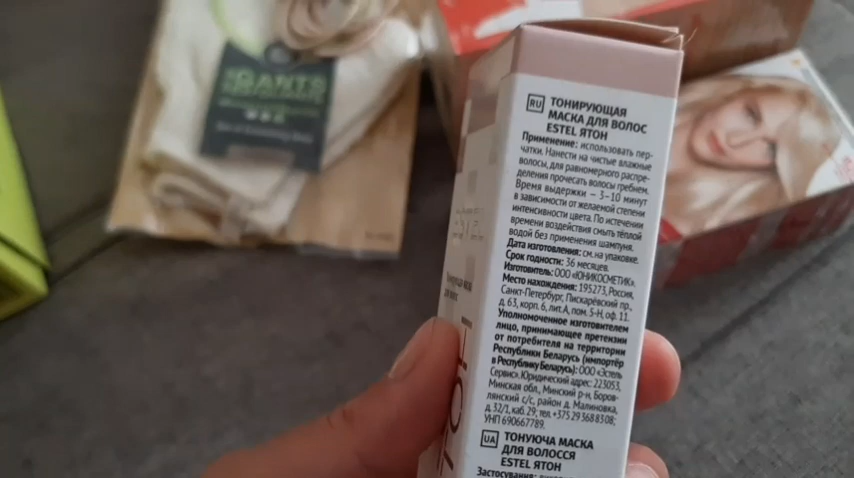 GANTS
RU ТОНИРУЮЩАЯ
МАСКА ДЛЯ ВОЛОС
ESTEL ЯТОН
Применение: использовать пер-
чатки. Нанести на чистые влажные
волосы, для равномерного распре-
деления прочесать волосы гребнем.
Время выдержки – 3–10 минут
в зависимости от желаемой степени
интенсивности цвета. По истечении
времени воздействия смыть тёплой
водой без применения шампуня.
Дата изготовления: см. на упаковке.
Срок годности: 36 месяцев.
Изготовитель: ООО «ЮНИКОСМЕТИК».
Место нахождения: 195273, Россия,
Санкт-Петербург, Пискарёвский пр.,
д. 63, корп. 6, лит.А, пом. 5-Н, оф. 11.
Уполномоченное изготовителем
лицо, принимающее претензии
от потребителя на территории
Республики Беларусь (импортёр
в Республику Беларусь): ООО «Эстель
Сервис». Юридический адрес: 223053,
Минская обл., Минский р-н, Боров-
лянский с/с, район д. Малиновка,
д. 32/1, каб. 29, тел. +375 29 368 83 08;
УНП 690667789.
UA ТОНУЮЧА МАСКА
ДЛЯ ВОЛОССЯ
ESTEL ЯТОН